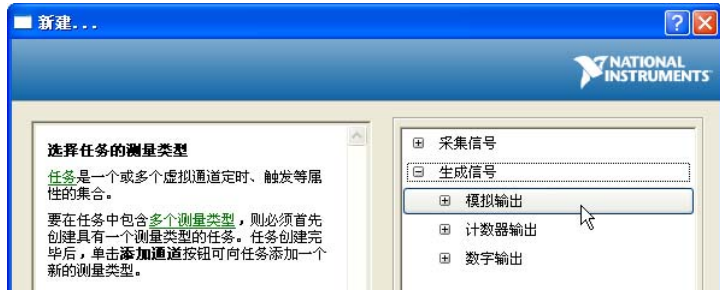 新建...
NATIONAL
INSTRUMENTS
选择任务的测量类型
任务是一个或多个虚拟通道定时、触发等属
性的集合。
要在任务中包含多个测量类型，则必须首先
创建具有一个测量类型的任务。任务创建完
毕后，单击添加通道按钮可向任务添加一个
新的测量类型。
采集信号
生成信号
模拟输出
计数器输出
数字输出